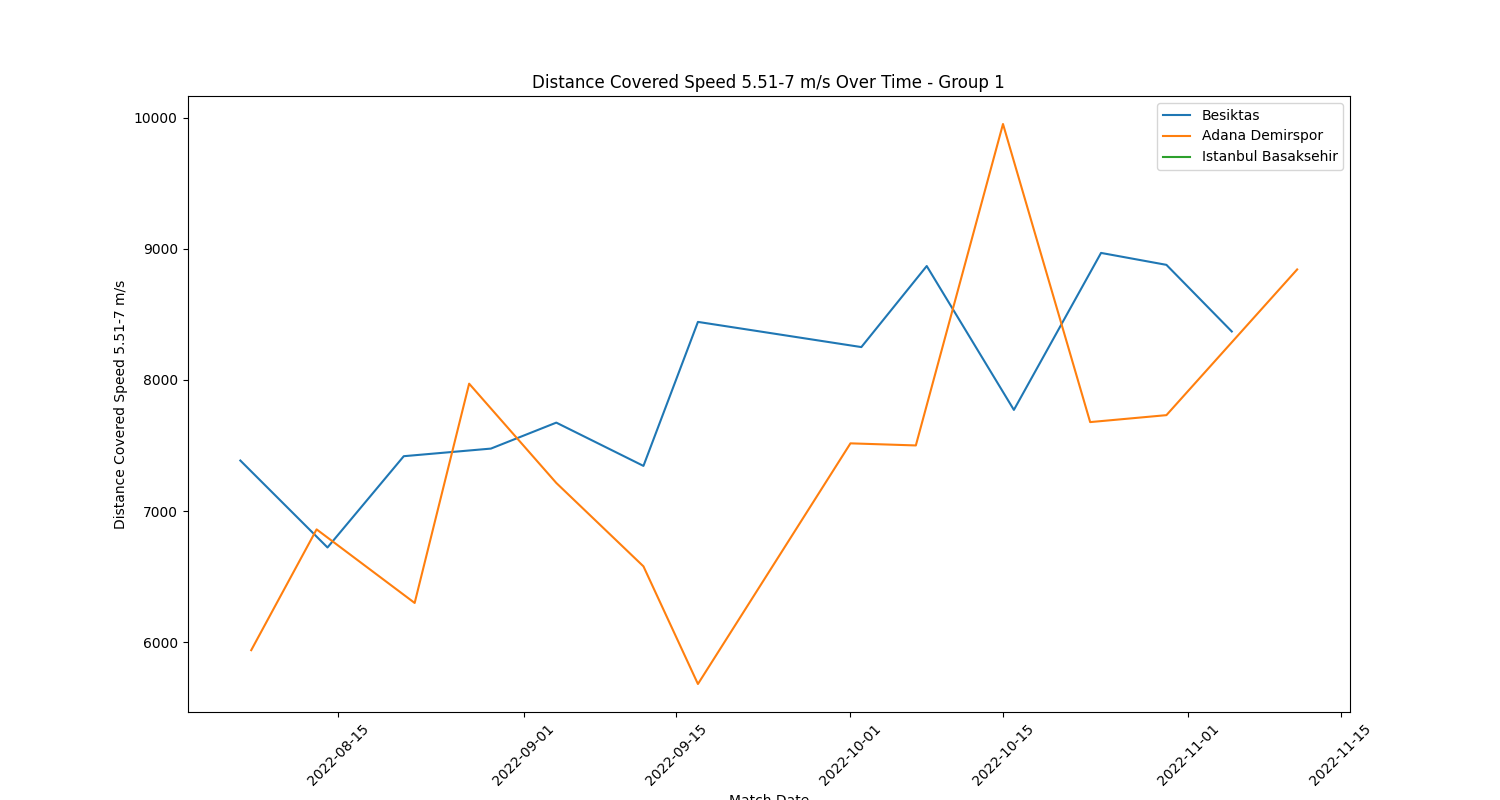 Distance Covered Speed 5.51-7 m/s Over Time - Group 1
Besiktas
Adana Demirspor
Istanbul Basaksehir
Distance Covered Speed 5.51-7 m/s
10000
9000
8000
7000
6000
2022-08-15
2022-09-01
2022-09-15
2022-10-01
2022-10-15
2022-11-01
2022-11-15
Match Date